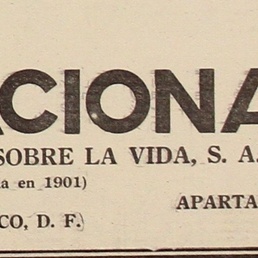 ACIONA
SOBRE LA VIDA, S. A.
a en 1901)
APARTA
CO, D. F.)